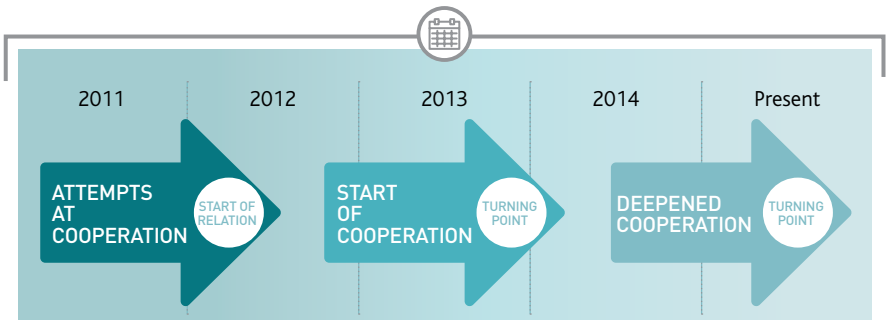 2011
2012
2013
2014
Present
ATTEMPTS
AT
COOPERATION
START OF
RELATION
START
OF
COOPERATION
TURNING
POINT
DEEPENED
COOPERATION
TURNING
POINT